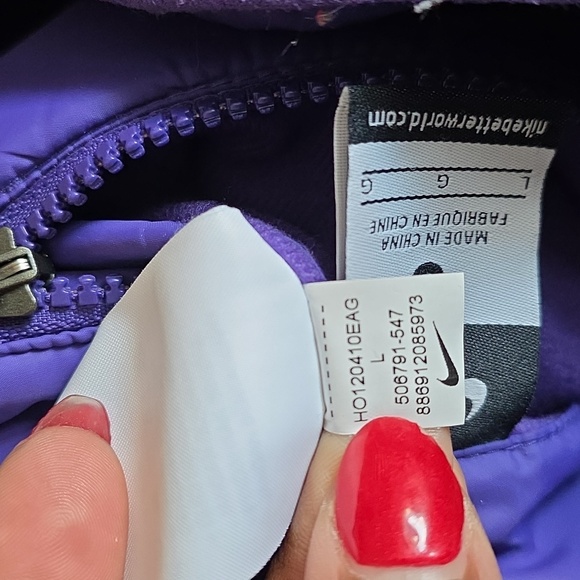 nikebetterworld.com
L G G
MADE IN CHINA
FABRIQUE EN CHINE
HO120410EAG
L
506791-547
886912085973